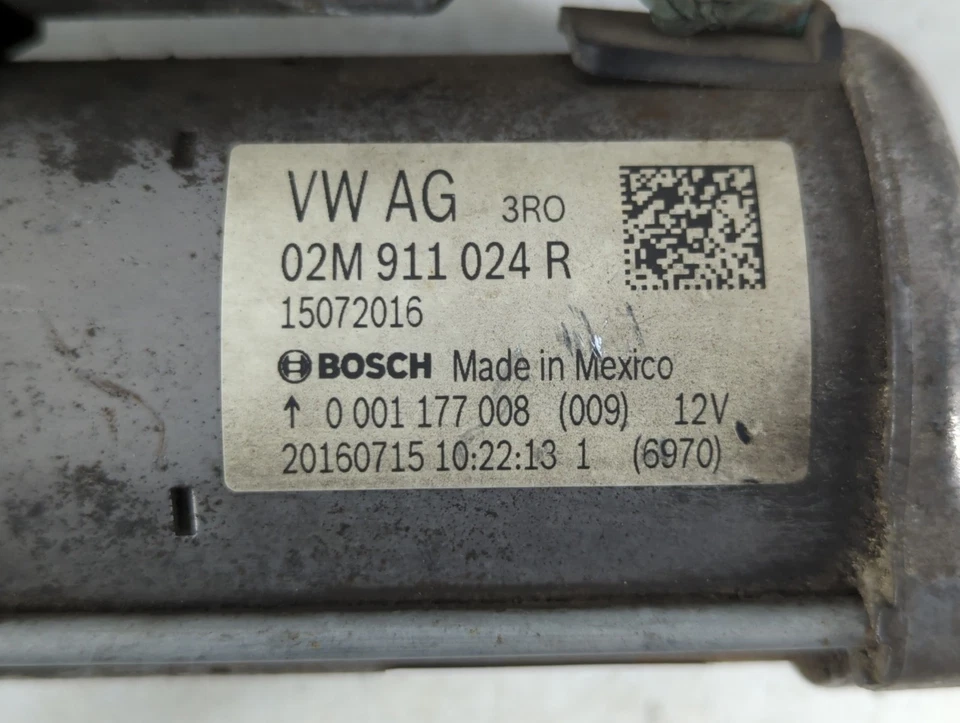 VW AG 3RO
02M 911 024 R
15072016
BOSCH Made in Mexico
↑ 0 001 177 008 (009) 12V
20160715 10:22:13 1 (6970)